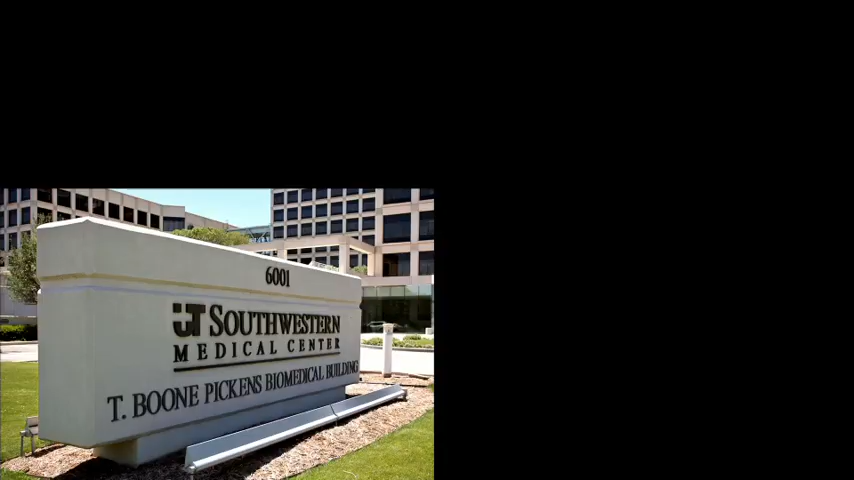 6001
UT SOUTHWESTERN
MEDICAL CENTER
T. BOONE PICKENS BIOMEDICAL BUILDING